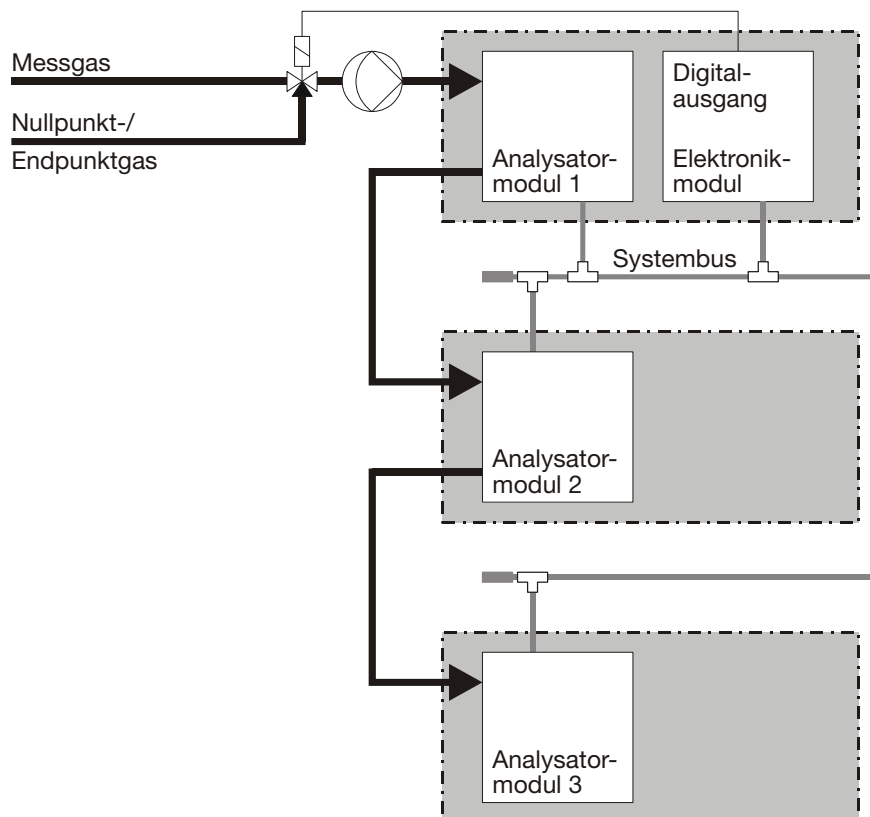 Messgas
Nullpunkt-/
Endpunktgas
Digital-
ausgang
Analysator-
modul 1
Elektronik-
modul
Systembus
Analysator-
modul 2
Analysator-
modul 3